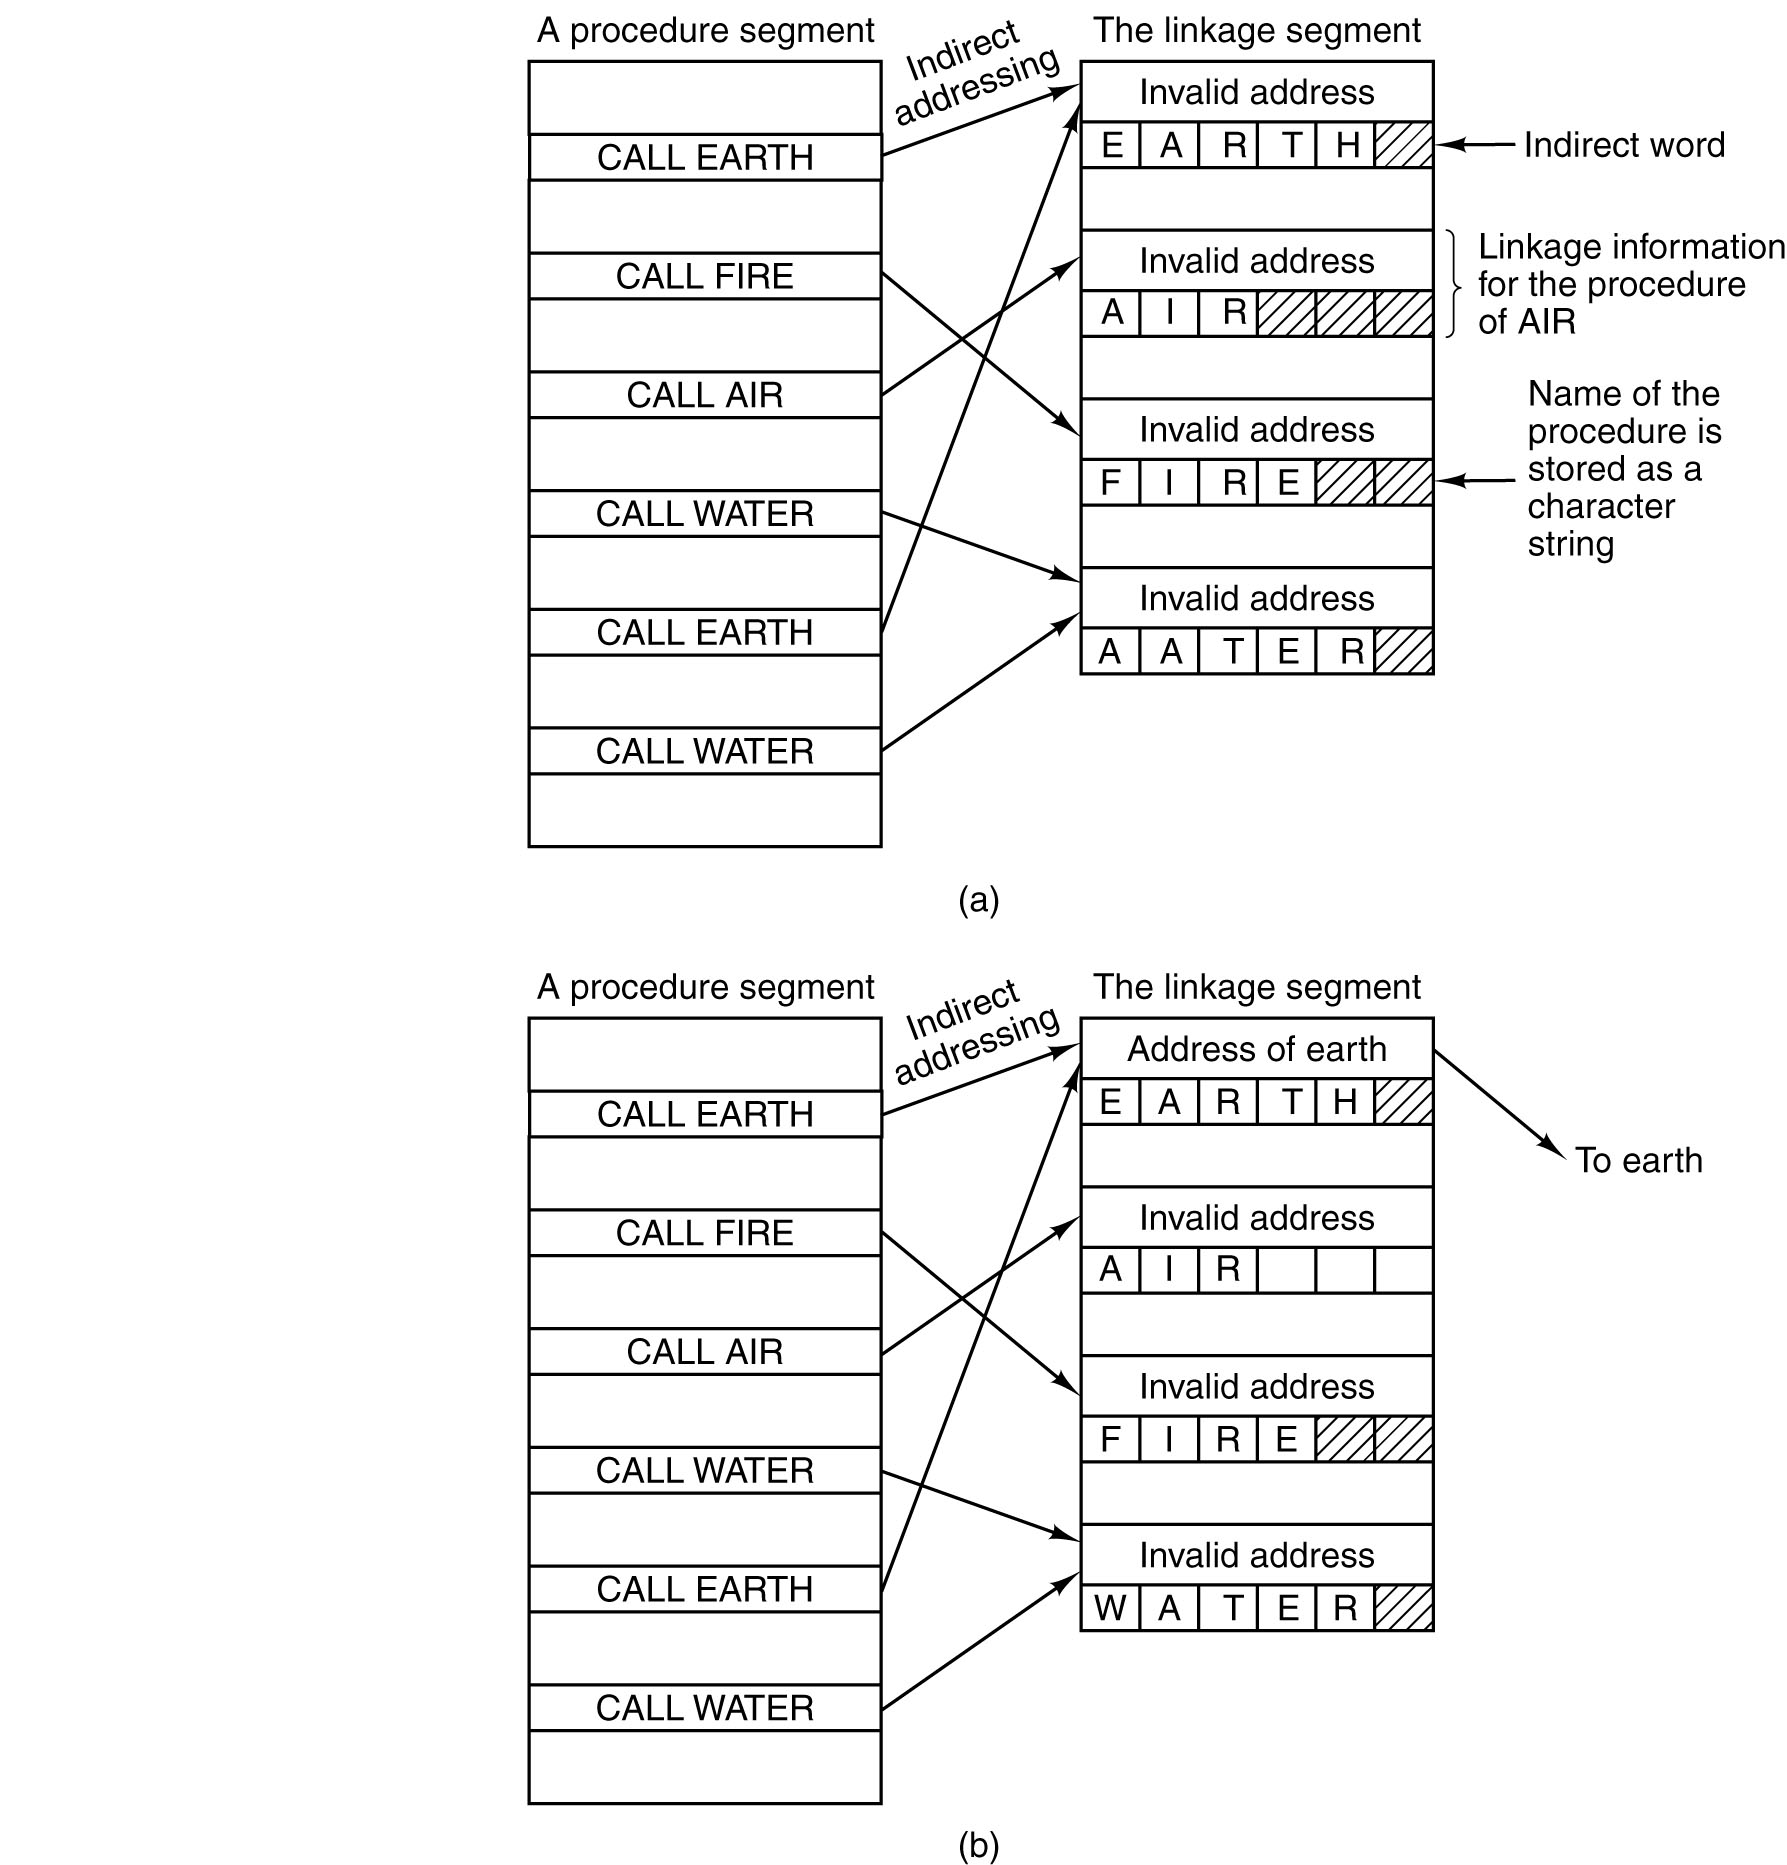 A procedure segment
Indirect
addressing
The linkage segment
CALL EARTH
CALL FIRE
CALL AIR
CALL WATER
CALL EARTH
CALL WATER
Invalid address
E A R T H
Invalid address
A I R
Invalid address
F I R E
Invalid address
A A T E R
Indirect word
Linkage information
for the procedure
of AIR
Name of the
procedure is
stored as a
character
string
(a)
A procedure segment
Indirect
addressing
The linkage segment
CALL EARTH
CALL FIRE
CALL AIR
CALL WATER
CALL EARTH
CALL WATER
Address of earth
E A R T H
Invalid address
A I R
Invalid address
F I R E
Invalid address
W A T E R
To earth
(b)